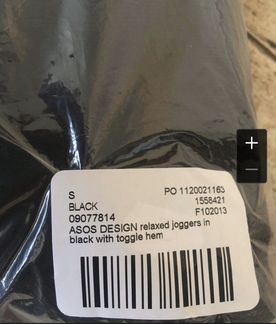 S PO 1120021163
BLACK 1558421
09077814 F102013
ASOS DESIGN relaxed joggers in
black with toggle hem